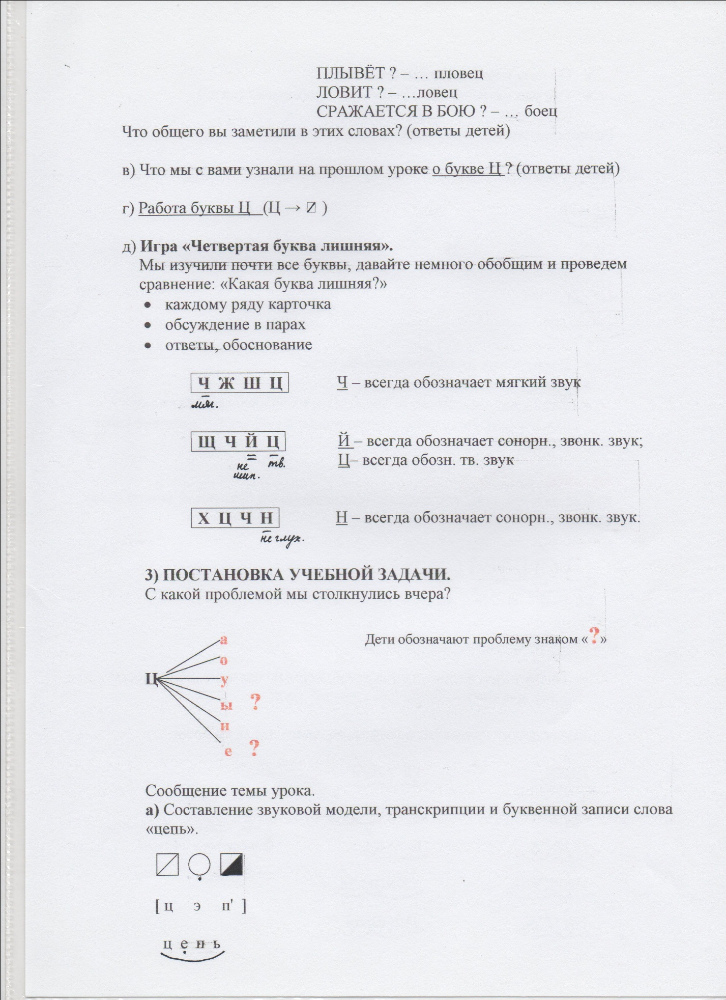 ПЛЫВЁТ ? – … пловец
ЛОВИТ ? – …ловец
СРАЖАЕТСЯ В БОЮ ? – … боец
Что общего вы заметили в этих словах? (ответы детей)
в) Что мы с вами узнали на прошлом уроке о букве Ц ? (ответы детей)
г) Работа буквы Ц (Ц → )
д) Игра «Четвертая буква лишняя».
Мы изучили почти все буквы, давайте немного обобщим и проведем
сравнение: «Какая буква лишняя?»
• каждому ряду карточка
• обсуждение в парах
• ответы, обоснование
Ч Ж Ш Ц Ч – всегда обозначает мягкий звук
мяг.
Щ Ч Й Ц Й – всегда обозначает сонорн., звонк. звук;
не шип. тв. Ц– всегда обозн. тв. звук
Х Ц Ч Н Н – всегда обозначает сонорн., звонк. звук.
не глух.
3) ПОСТАНОВКА УЧЕБНОЙ ЗАДАЧИ.
С какой проблемой мы столкнулись вчера?
а Дети обозначают проблему знаком «?»
о
Ц у
ы ?
и
е ?
Сообщение темы урока.
а) Составление звуковой модели, транскрипции и буквенной записи слова
«цепь».
[ ц э п' ]
ц е п ь